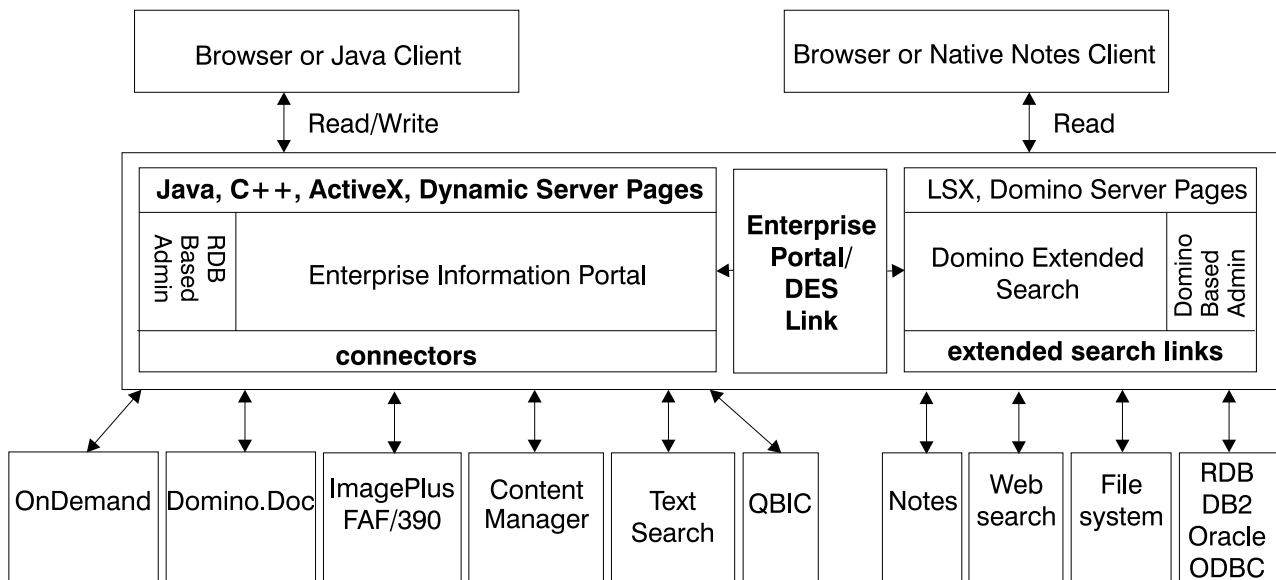 Browser or Java Client
Browser or Native Notes Client
Read/Write
Read
Java, C++, ActiveX, Dynamic Server Pages
RDB
Based
Admin
Enterprise Information Portal
connectors
Enterprise
Portal/
DES
Link
LSX, Domino Server Pages
Domino Extended
Search
Domino
Based
Admin
extended search links
OnDemand
Domino.Doc
ImagePlus
FAF/390
Content
Manager
Text
Search
QBIC
Notes
Web
search
File
system
RDB
DB2
Oracle
ODBC